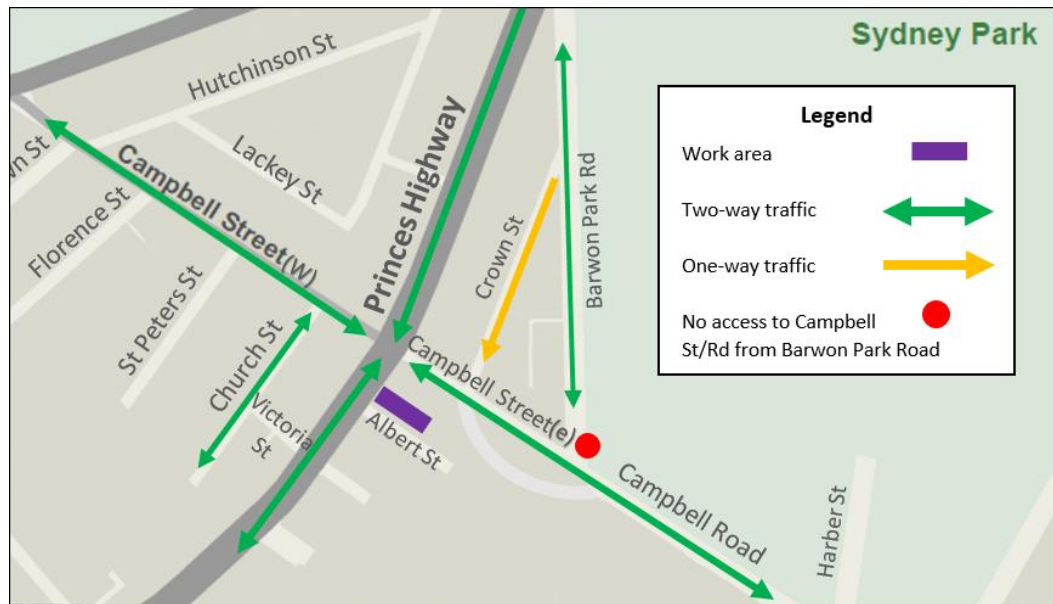 Sydney Park
Hutchinson St
Legend
Work area
Two-way traffic
One-way traffic
No access to Campbell
St/Rd from Barwon Park Road
wn St
Campbell Street(W)
Lackey St
Princes Highway
Crown St
Barwon Park Rd
Florence St
St Peters St
Church St
Victoria
St
Albert St
Campbell Street(e)
Campbell Road
Harber St